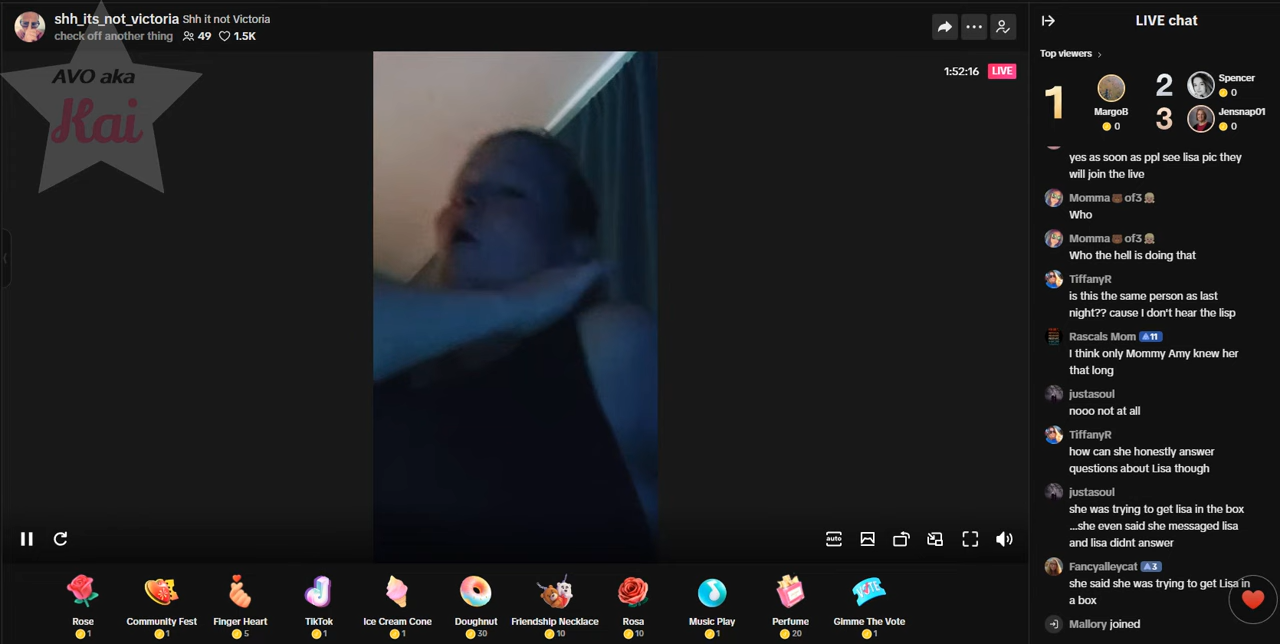 shh_its_not_victoria Shh it not Victoria
check off another thing 49 1.5K
AVO aka
Kai
1:52:16 LIVE
LIVE chat
Top viewers
1 MargoB 0
2 Spencer 0
3 Jensnap01 0
yes as soon as ppl see lisa pic they
will join the live
Momma🐻of3👵🏼
Who
Momma🐻of3👵🏼
Who the hell is doing that
TiffanyR
is this the same person as last
night?? cause I don't hear the lisp
Rascals Mom 11
I think only Mommy Amy knew her
that long
justasoul
nooo not at all
TiffanyR
how can she honestly answer
questions about Lisa though
justasoul
she was trying to get lisa in the box
...she even said she messaged lisa
and lisa didnt answer
Fancyalleycat 3
she said she was trying to get Lisa in
a box
Mallory joined
auto
Rose Community Fest Finger Heart TikTok Ice Cream Cone Doughnut Friendship Necklace Rosa Music Play Perfume Gimme The Vote
1 1 5 1 1 30 10 10 1 20 1